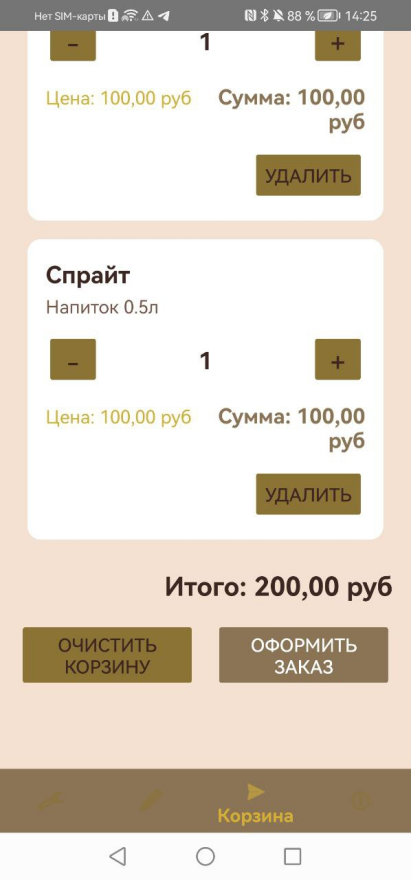 Нет SIM-карты 88 % 14:25
- 1 +
Цена: 100,00 руб Сумма: 100,00
руб
УДАЛИТЬ
Спрайт
Напиток 0.5л
- 1 +
Цена: 100,00 руб Сумма: 100,00
руб
УДАЛИТЬ
Итого: 200,00 руб
ОЧИСТИТЬ
КОРЗИНУ
ОФОРМИТЬ
ЗАКАЗ
Корзина